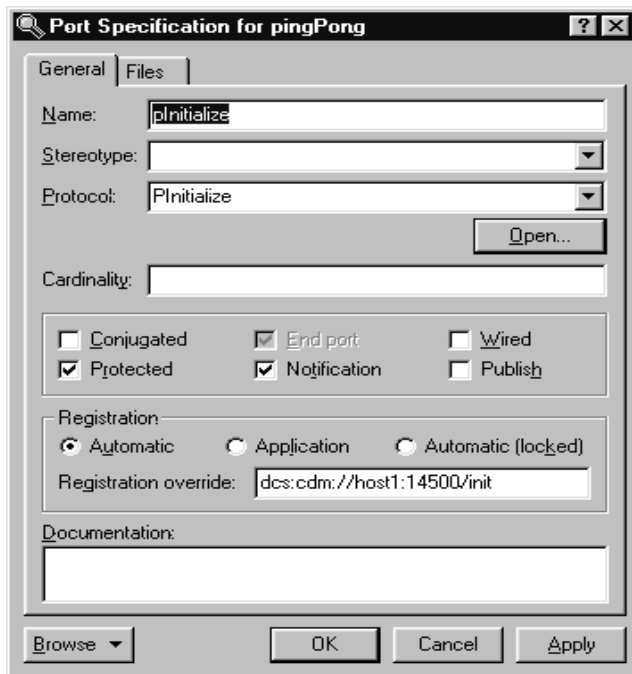 Port Specification for pingPong
General Files
Name: pInitialize
Stereotype:
Protocol: PInitialize
Open...
Cardinality:
Conjugated End port Wired
Protected Notification Publish
Registration
Automatic Application Automatic (locked)
Registration override: dcs:cdm://host1:14500/init
Documentation:
Browse OK Cancel Apply